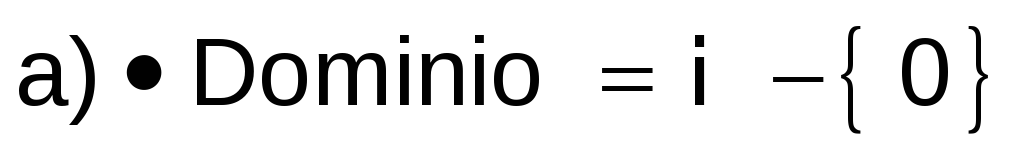 a) • Dominio = i − { 0 }